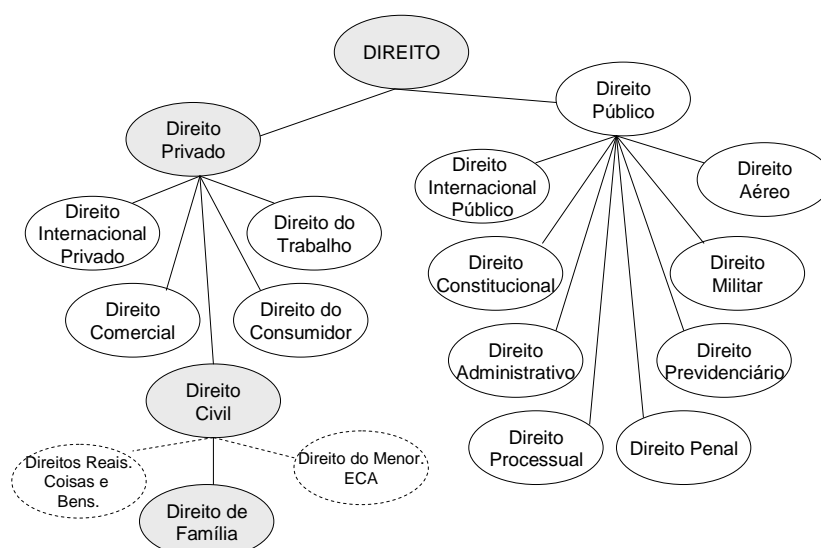 DIREITO
Direito
Público
Direito
Privado
Direito
Internacional
Público
Direito
Aéreo
Direito
Internacional
Privado
Direito do
Trabalho
Direito
Constitucional
Direito
Militar
Direito
Comercial
Direito do
Consumidor
Direito
Administrativo
Direito
Previdenciário
Direito
Civil
Direito
Processual
Direito Penal
Direitos Reais.
Coisas e
Bens.
Direito do Menor.
ECA
Direito de
Família